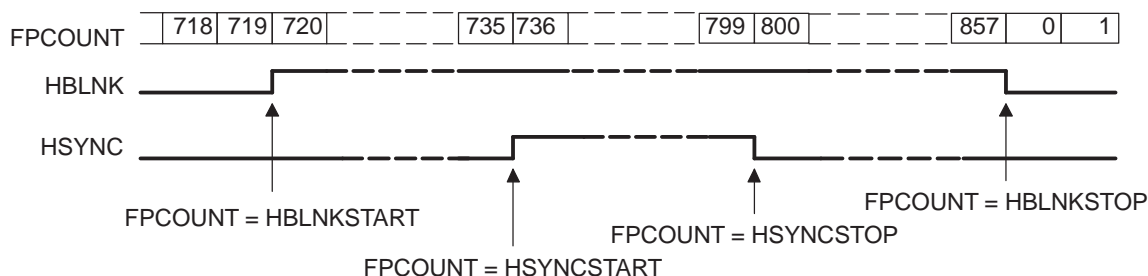 FPCOUNT 718 719 720 735 736 799 800 857 0 1
HBLNK
HSYNC
FPCOUNT = HBLNKSTART
FPCOUNT = HBLNKSTOP
FPCOUNT = HSYNCSTOP
FPCOUNT = HSYNCSTART